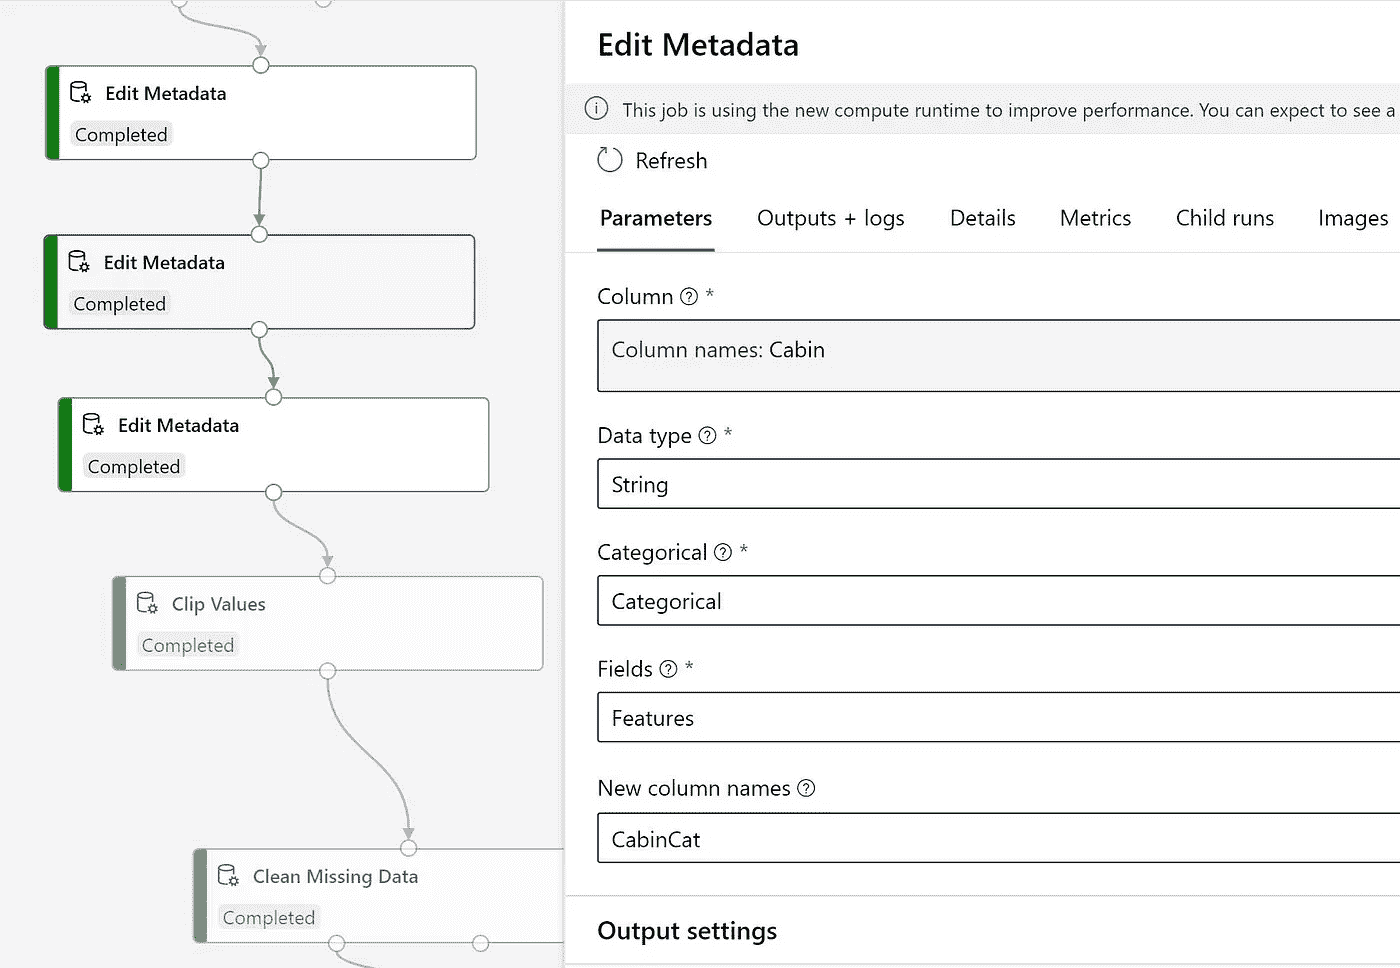 Edit Metadata
Completed
Edit Metadata
Completed
Edit Metadata
Completed
Clip Values
Completed
Clean Missing Data
Completed
Edit Metadata
This job is using the new compute runtime to improve performance. You can expect to see a
Refresh
Parameters Outputs + logs Details Metrics Child runs Images
Column *
Column names: Cabin
Data type *
String
Categorical *
Categorical
Fields *
Features
New column names
CabinCat
Output settings